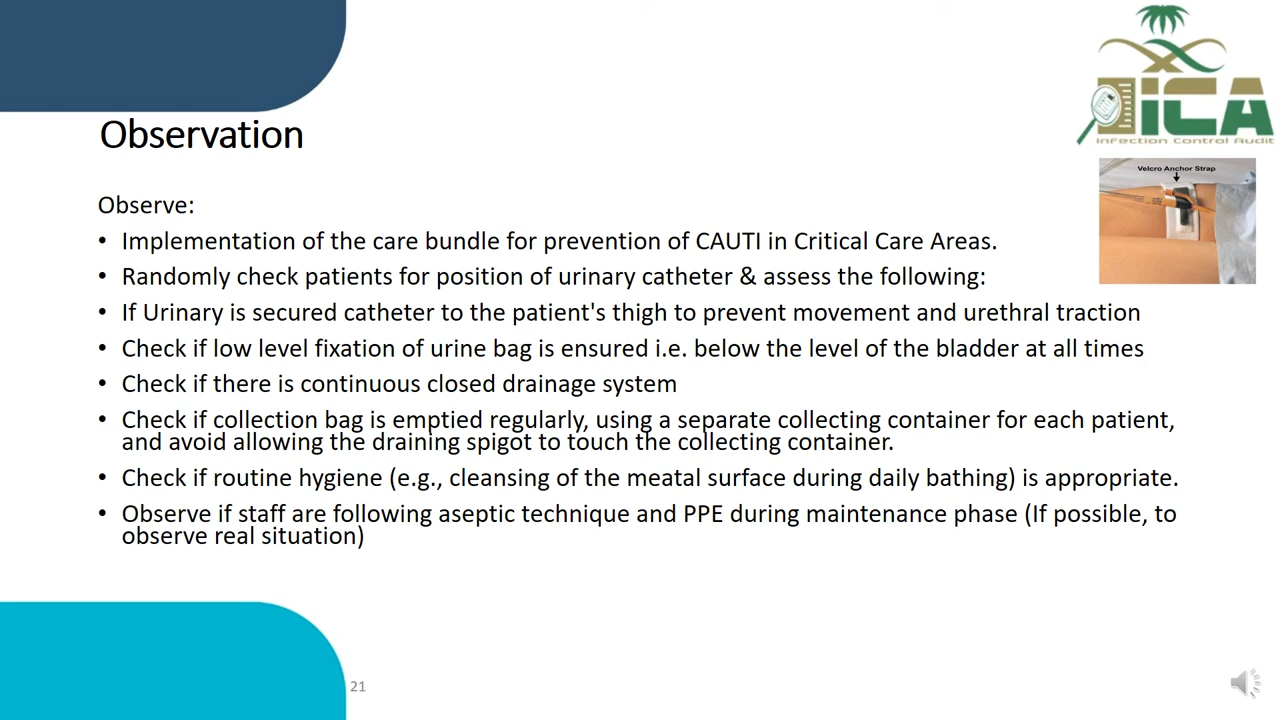 iCA
Infection Control Audit
Observation
Velcro Anchor Strap
Observe:
• Implementation of the care bundle for prevention of CAUTI in Critical Care Areas.
• Randomly check patients for position of urinary catheter & assess the following:
• If Urinary is secured catheter to the patient's thigh to prevent movement and urethral traction
• Check if low level fixation of urine bag is ensured i.e. below the level of the bladder at all times
• Check if there is continuous closed drainage system
• Check if collection bag is emptied regularly, using a separate collecting container for each patient,
and avoid allowing the draining spigot to touch the collecting container.
• Check if routine hygiene (e.g., cleansing of the meatal surface during daily bathing) is appropriate.
• Observe if staff are following aseptic technique and PPE during maintenance phase (If possible, to
observe real situation)
21